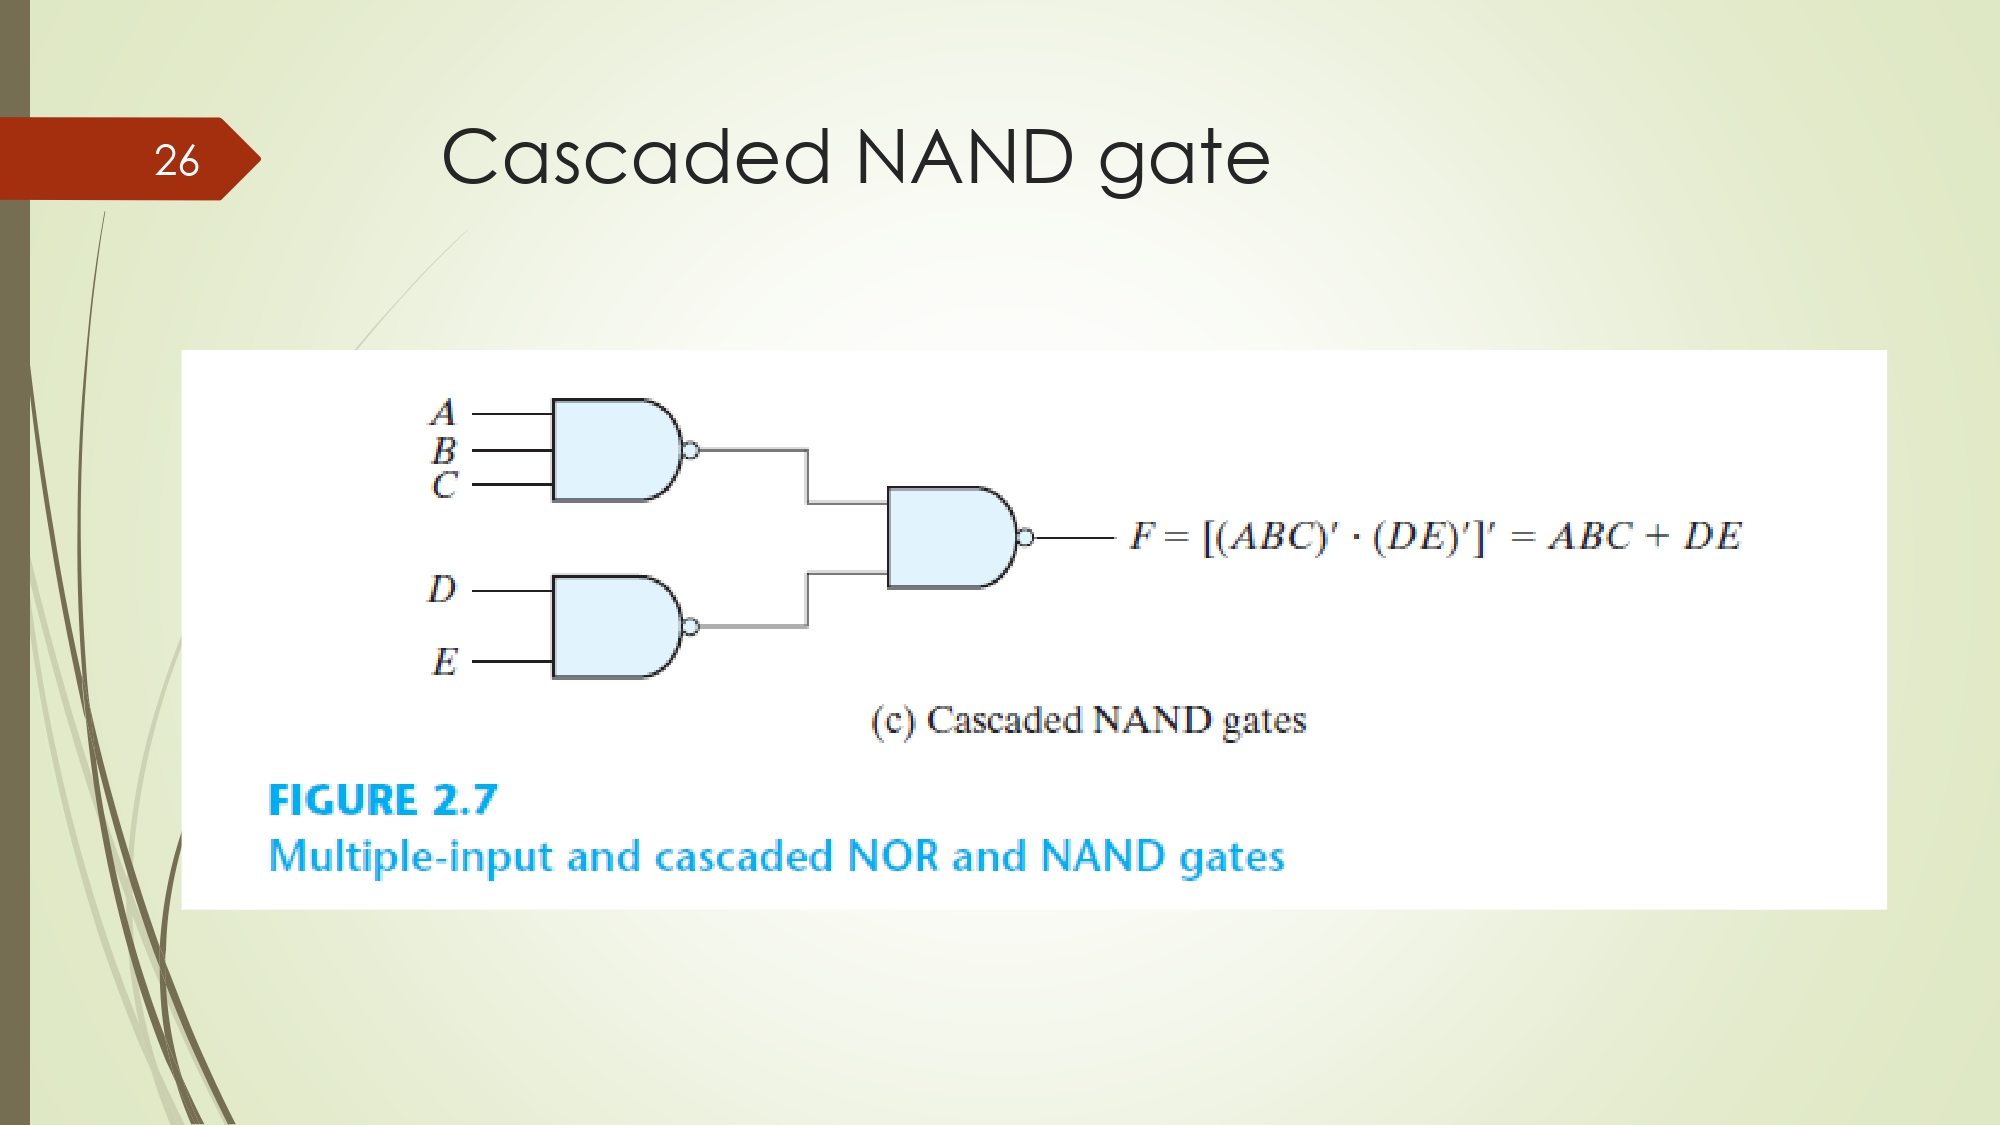 26
Cascaded NAND gate
A
B
C
D
E
F = [(ABC)′ · (DE)′]′ = ABC + DE
(c) Cascaded NAND gates
FIGURE 2.7
Multiple-input and cascaded NOR and NAND gates